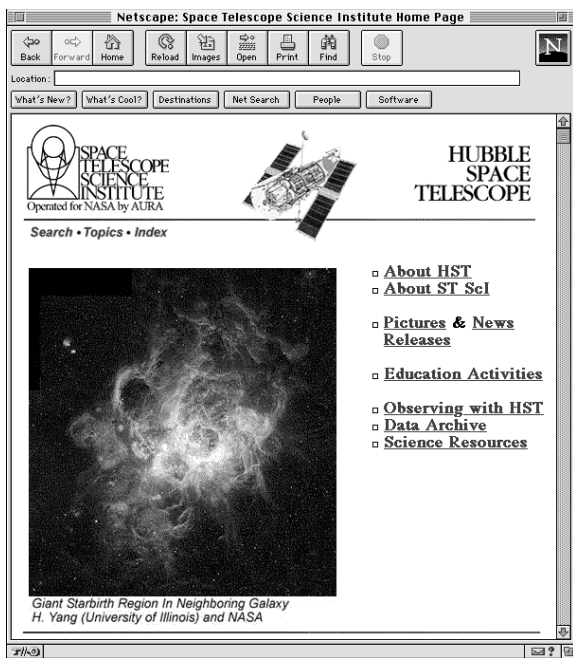 Netscape: Space Telescope Science Institute Home Page
Back Forward Home Reload Images Open Print Find Stop
N
Location:
What's New? What's Cool? Destinations Net Search People Software
SPACE
TELESCOPE
SCIENCE
INSTITUTE
Operated for NASA by AURA
HUBBLE
SPACE
TELESCOPE
Search • Topics • Index
About HST
About ST ScI
Pictures & News
Releases
Education Activities
Observing with HST
Data Archive
Science Resources
Giant Starbirth Region In Neighboring Galaxy
H. Yang (University of Illinois) and NASA
?